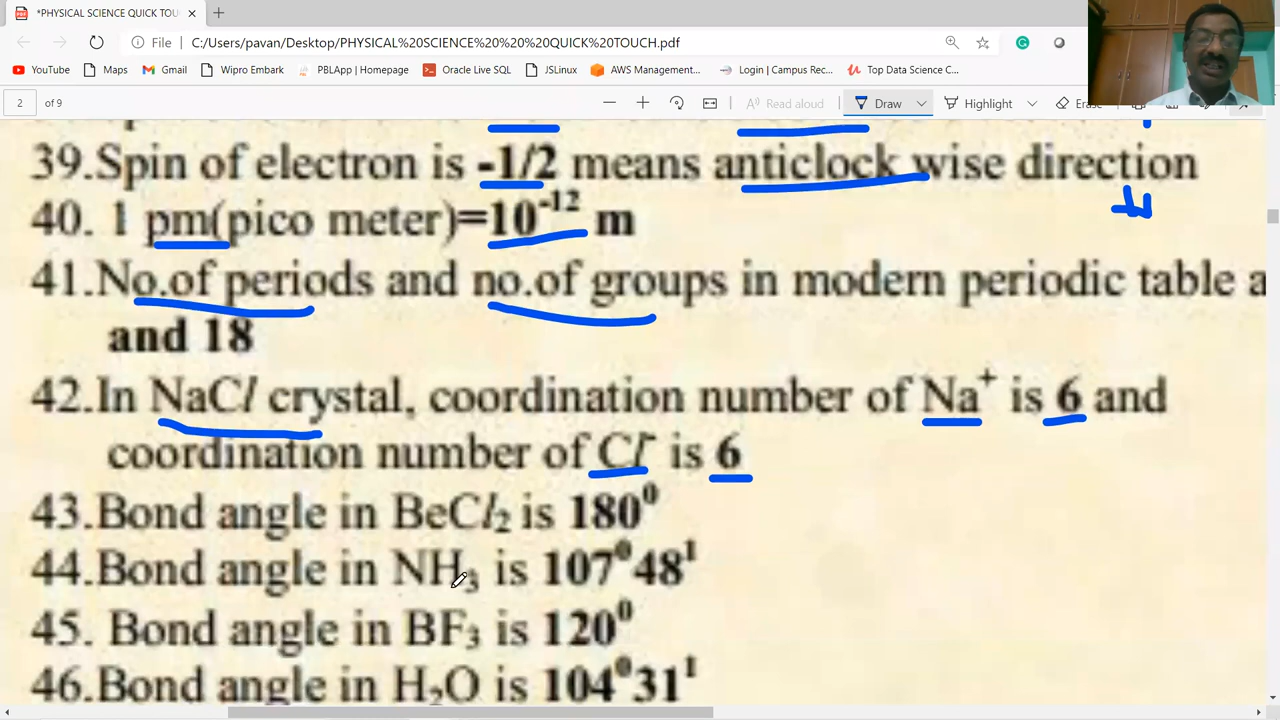 *PHYSICAL SCIENCE QUICK TOU
File C:/Users/pavan/Desktop/PHYSICAL%20SCIENCE%20%20%20QUICK%20TOUCH.pdf
YouTube Maps Gmail Wipro Embark PBLApp | Homepage Oracle Live SQL JSLinux AWS Management... Login | Campus Rec... Top Data Science C...
2 of 9 Read aloud Draw Highlight
39.Spin of electron is -1/2 means anticlock wise direction
40. 1 pm(pico meter)=10⁻¹² m
41.No.of periods and no.of groups in modern periodic table a
and 18
42.In NaCl crystal, coordination number of Na⁺ is 6 and
coordination number of Cl⁻ is 6
43.Bond angle in BeCl₂ is 180⁰
44.Bond angle in NH₃ is 107⁰48¹
45. Bond angle in BF₃ is 120⁰
46.Bond angle in H₂O is 104⁰31¹